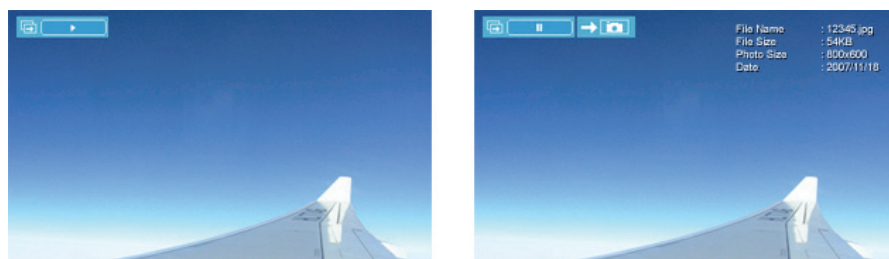 File Name : 12345.jpg
File Size : 54KB
Photo Size : 800x600
Date : 2007/11/18